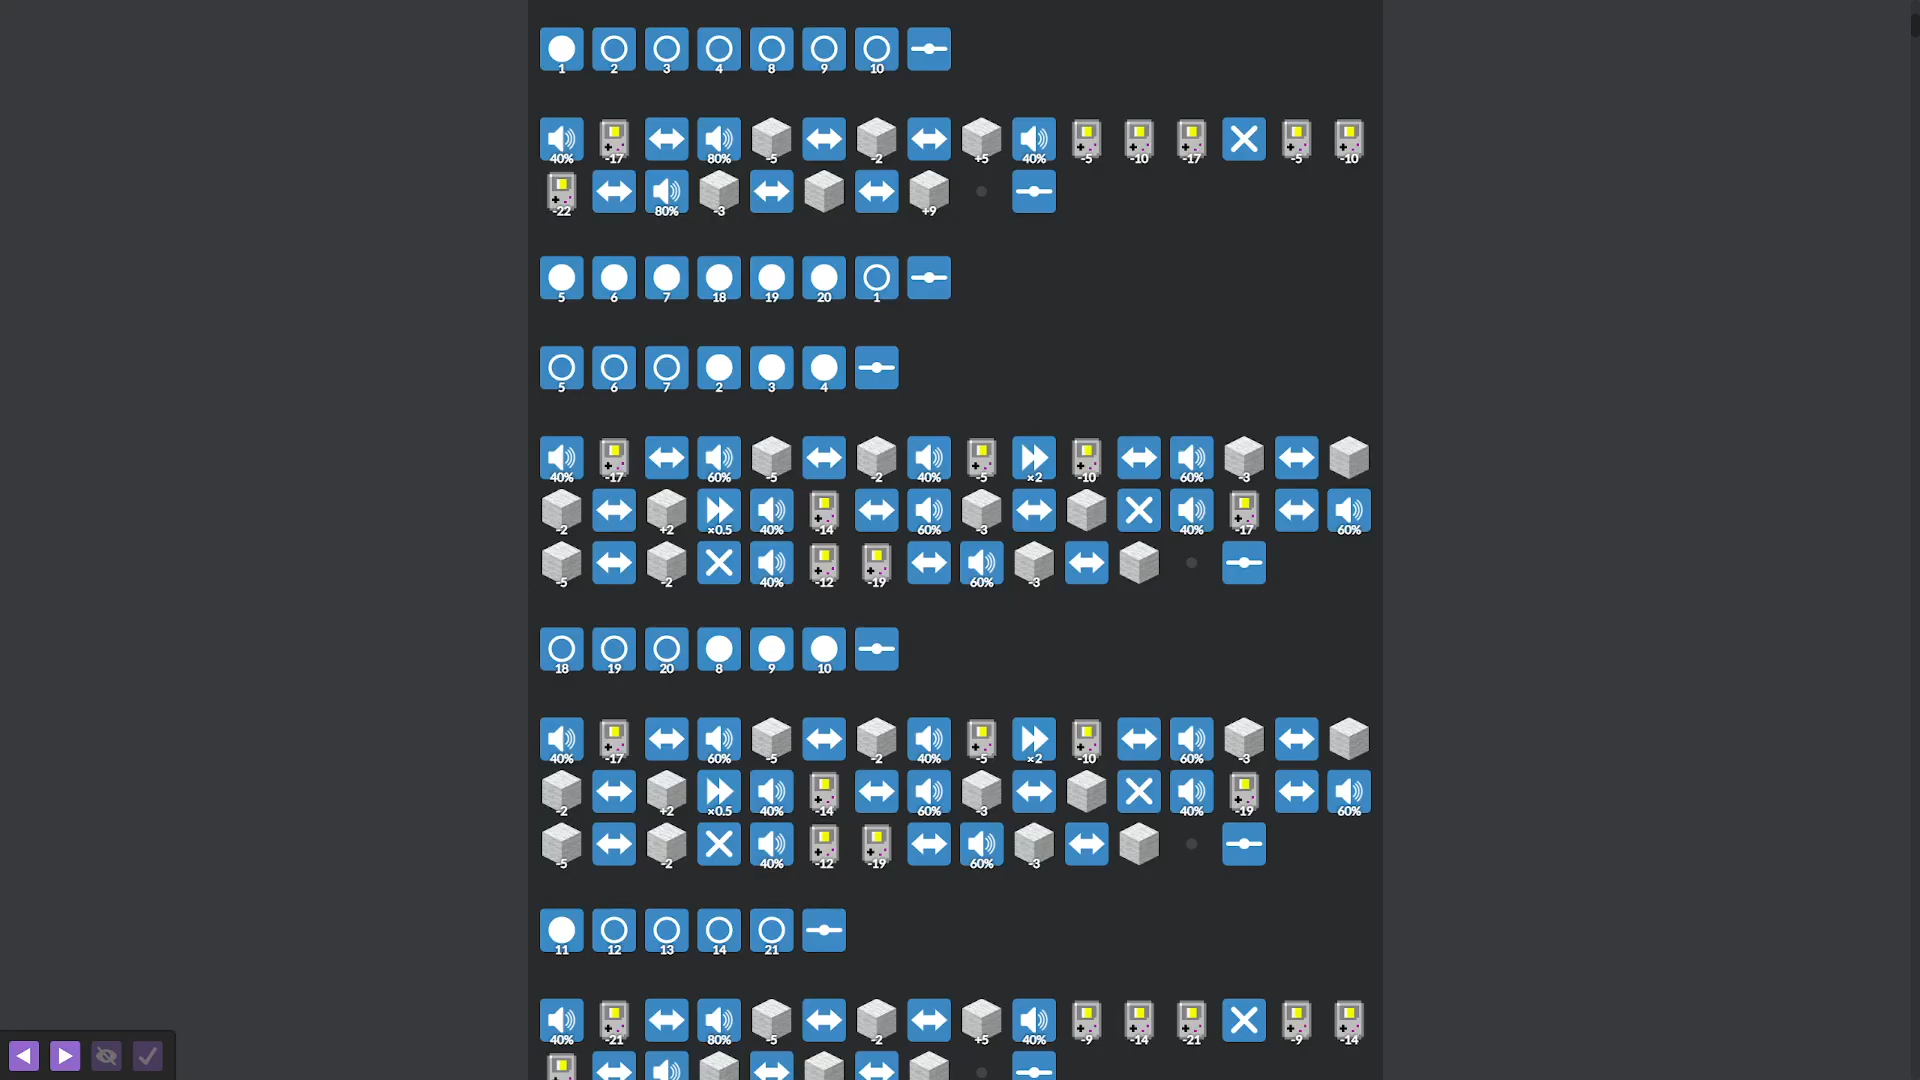 1 2 3 4 8 9 10
40% -17 80% -5 -2 +5 40% -5 -10 -17 -5 -10
-22 80% -3 +9
5 6 7 18 19 20 1
5 6 7 2 3 4
40% -17 60% -5 -2 40% -5 ×2 -10 60% -3
-2 +2 ×0.5 40% -14 60% -3 40% -17 60%
-5 -2 40% -12 -19 60% -3
18 19 20 8 9 10
40% -17 60% -5 -2 40% -5 ×2 -10 60% -3
-2 +2 ×0.5 40% -14 60% -3 40% -19 60%
-5 -2 40% -12 -19 60% -3
11 12 13 14 21
40% -21 80% -5 -2 +5 40% -9 -14 -21 -9 -14